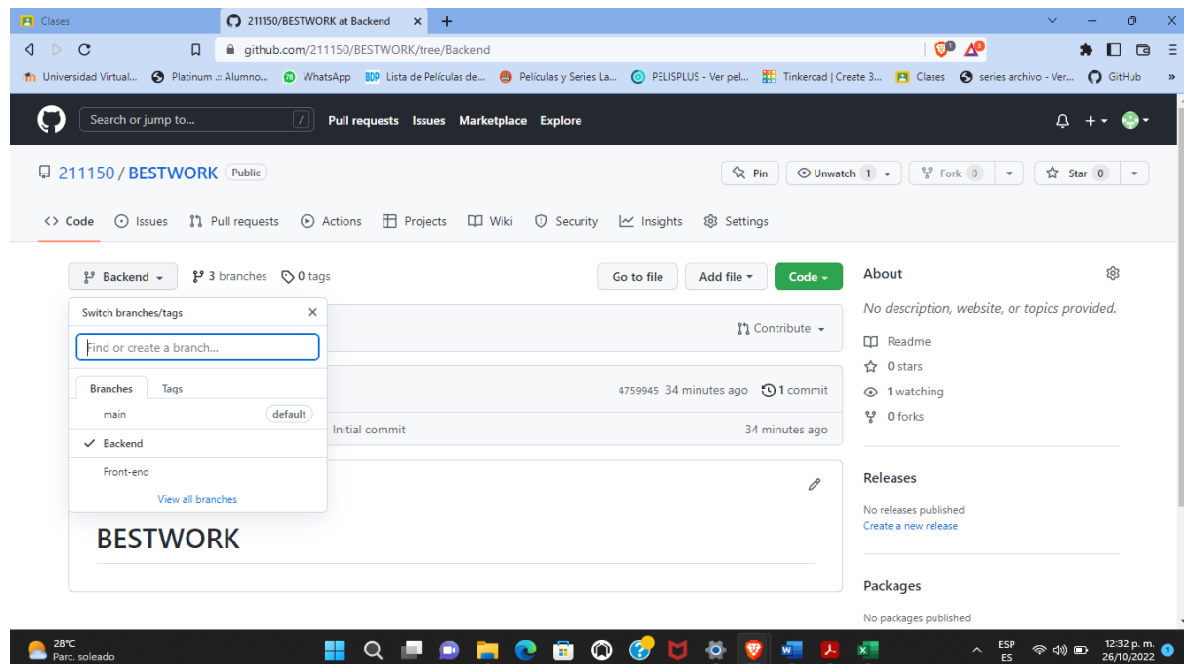 Clases
211150/BESTWORK at Backend
github.com/211150/BESTWORK/tree/Backend
Universidad Virtual... Platinum .:: Alumno... WhatsApp BDP Lista de Películas de... Películas y Series La... PELISPLUS - Ver pel... Tinkercad | Create 3... Clases series archivo - Ver... GitHub »
Search or jump to... / Pull requests Issues Marketplace Explore
211150 / BESTWORK Public
Pin Unwatch 1 Fork 0 Star 0
<> Code Issues Pull requests Actions Projects Wiki Security Insights Settings
Backend 3 branches 0 tags
Go to file Add file Code
Switch branches/tags
Find or create a branch...
Branches Tags
main default
Backend
Front-end
View all branches
Contribute
4759945 34 minutes ago 1 commit
Initial commit 34 minutes ago
BESTWORK
About
No description, website, or topics provided.
Readme
0 stars
1 watching
0 forks
Releases
No releases published
Create a new release
Packages
No packages published
28°C
Parc. soleado
ESP
ES
12:32 p. m.
26/10/2022
1